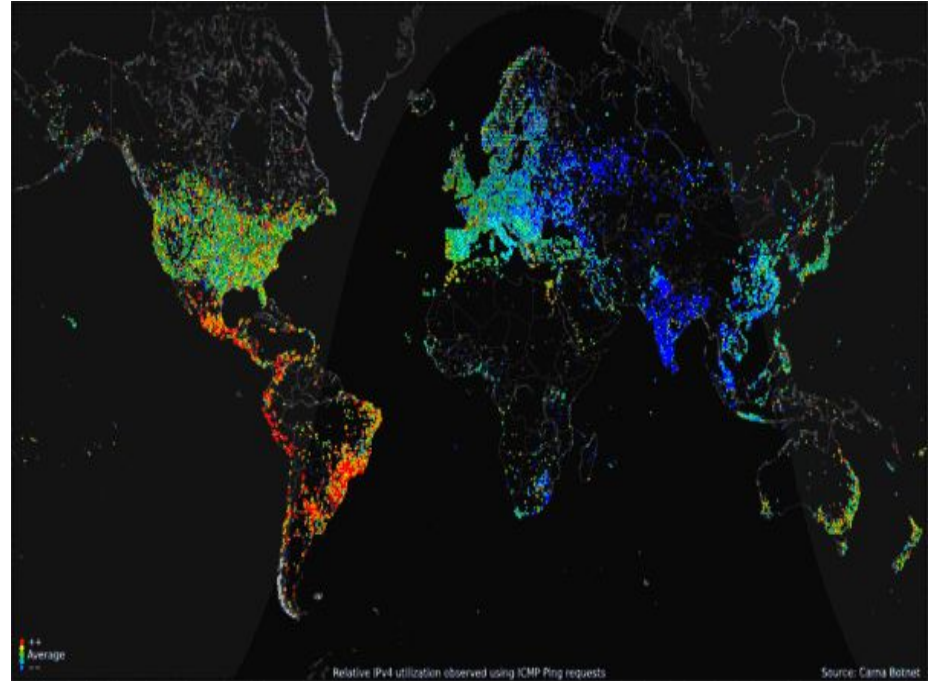 ++
Average
--
Relative IPv4 utilization observed using ICMP Ping requests
Source: Carna Botnet